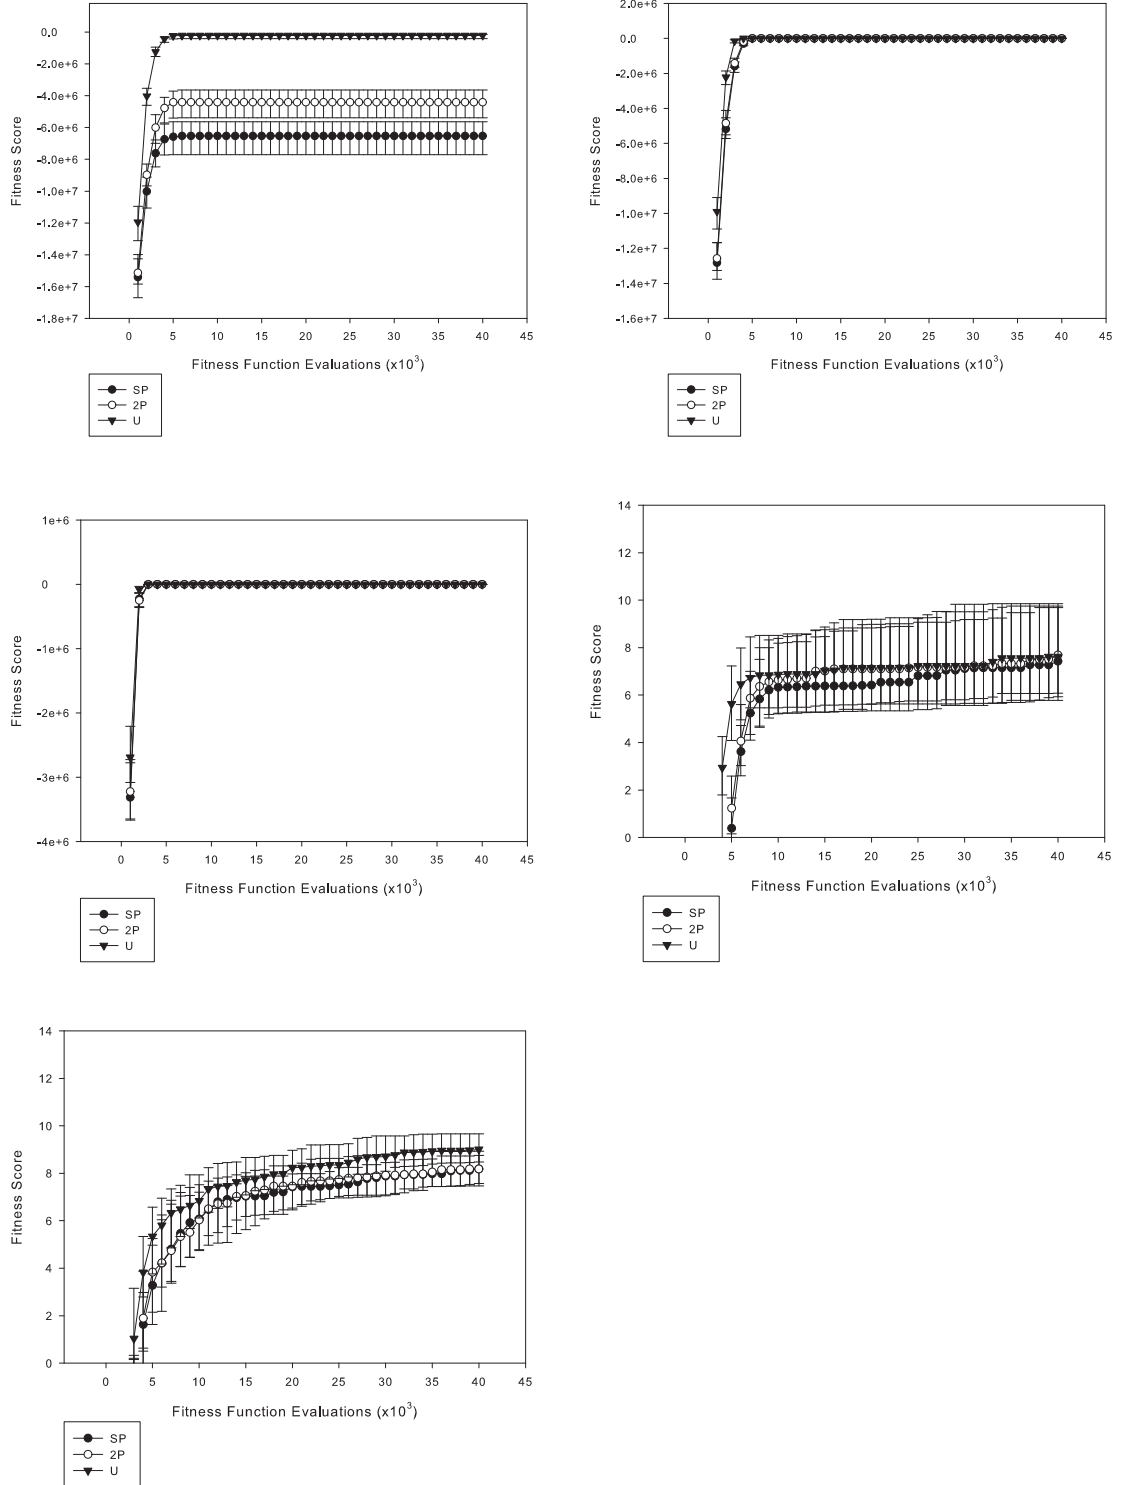 2.0e+6
0.0
0.0
-2.0e+6
-2.0e+6
-4.0e+6
-4.0e+6
-6.0e+6
-6.0e+6
-8.0e+6
-8.0e+6
-1.0e+7
-1.0e+7
-1.2e+7
-1.2e+7
-1.4e+7
-1.4e+7
-1.6e+7
-1.8e+7
-1.6e+7
Fitness Score
Fitness Score
0 5 10 15 20 25 30 35 40 45
0 5 10 15 20 25 30 35 40 45
Fitness Function Evaluations (x10³)
Fitness Function Evaluations (x10³)
SP
2P
U
SP
2P
U
1e+6
0
-1e+6
-2e+6
-3e+6
-4e+6
Fitness Score
0 5 10 15 20 25 30 35 40 45
Fitness Function Evaluations (x10³)
SP
2P
U
14
12
10
8
6
4
2
0
Fitness Score
0 5 10 15 20 25 30 35 40 45
Fitness Function Evaluations (x10³)
SP
2P
U
14
12
10
8
6
4
2
0
Fitness Score
0 5 10 15 20 25 30 35 40 45
Fitness Function Evaluations (x10³)
SP
2P
U